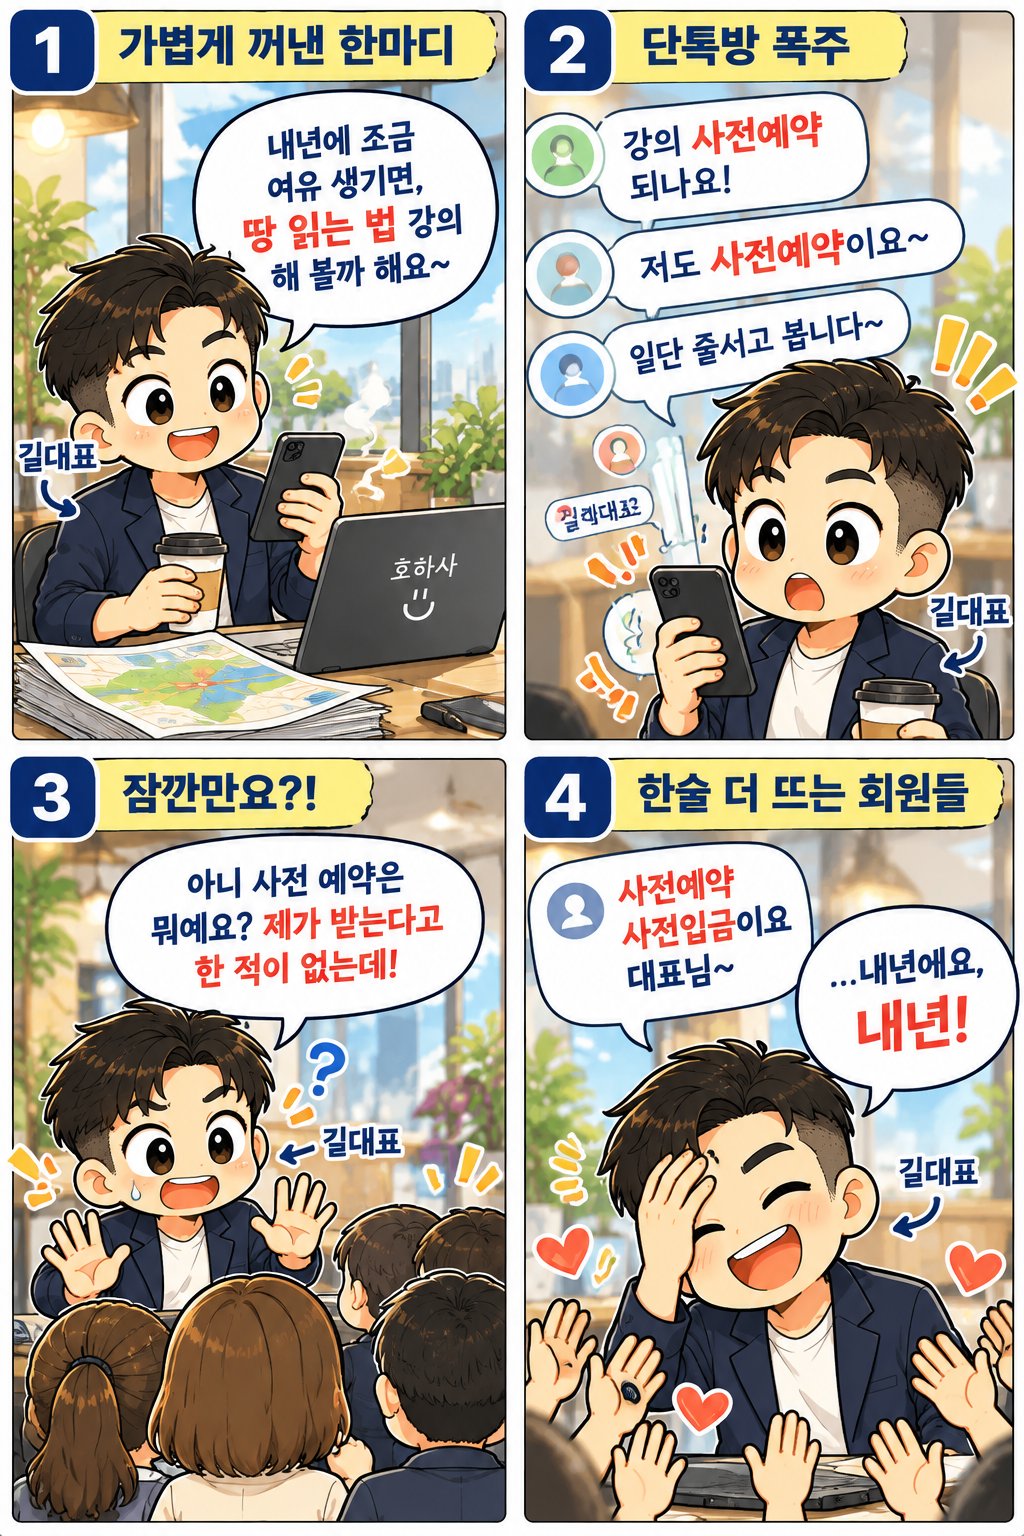 1 가볍게 꺼낸 한마디
내년에 조금
여유 생기면,
땅 읽는 법 강의
해 볼까 해요~
길대표
호하사
2 단톡방 폭주
강의 사전예약
되나요!
저도 사전예약이요~
일단 줄서고 봅니다~
길대표
3 잠깐만요?!
아니 사전 예약은
뭐예요? 제가 받는다고
한 적이 없는데!
?
길대표
4 한술 더 뜨는 회원들
사전예약
사전입금이요
대표님~
...내년애요,
내년!
길대표